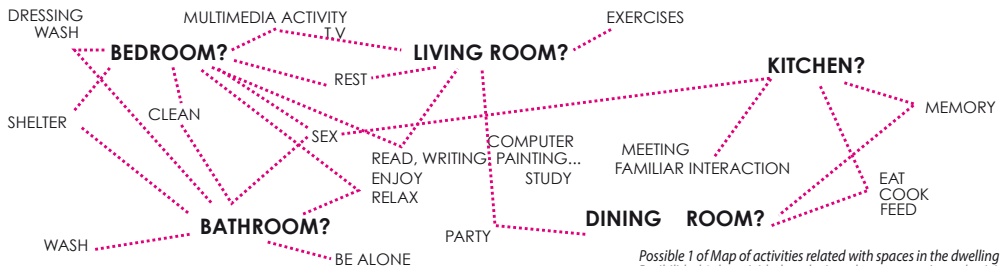 DRESSING
WASH
MULTIMEDIA ACTIVITY
T.V
EXERCISES
BEDROOM?
LIVING ROOM?
KITCHEN?
REST
MEMORY
SHELTER
CLEAN
SEX
COMPUTER
READ, WRITING, PAINTING...
ENJOY
STUDY
RELAX
MEETING
FAMILIAR INTERACTION
EAT
COOK
FEED
BATHROOM?
DINING ROOM?
PARTY
WASH
BE ALONE
Possible 1 of Map of activities related with spaces in the dwelling